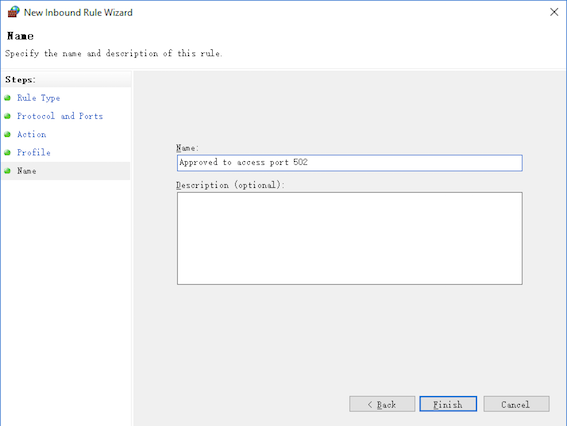 New Inbound Rule Wizard
Name
Specify the name and description of this rule.
Steps:
Rule Type
Protocol and Ports
Action
Profile
Name
Name:
Approved to access port 502
Description (optional):
< Back
Finish
Cancel